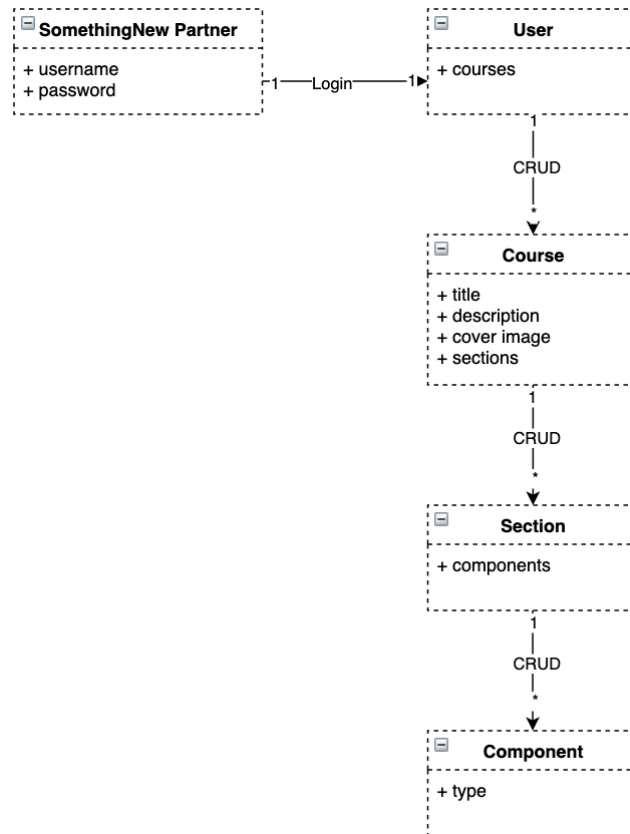 SomethingNew Partner
+ username
+ password
1 Login 1
User
+ courses
1
CRUD
*
Course
+ title
+ description
+ cover image
+ sections
1
CRUD
*
Section
+ components
1
CRUD
*
Component
+ type